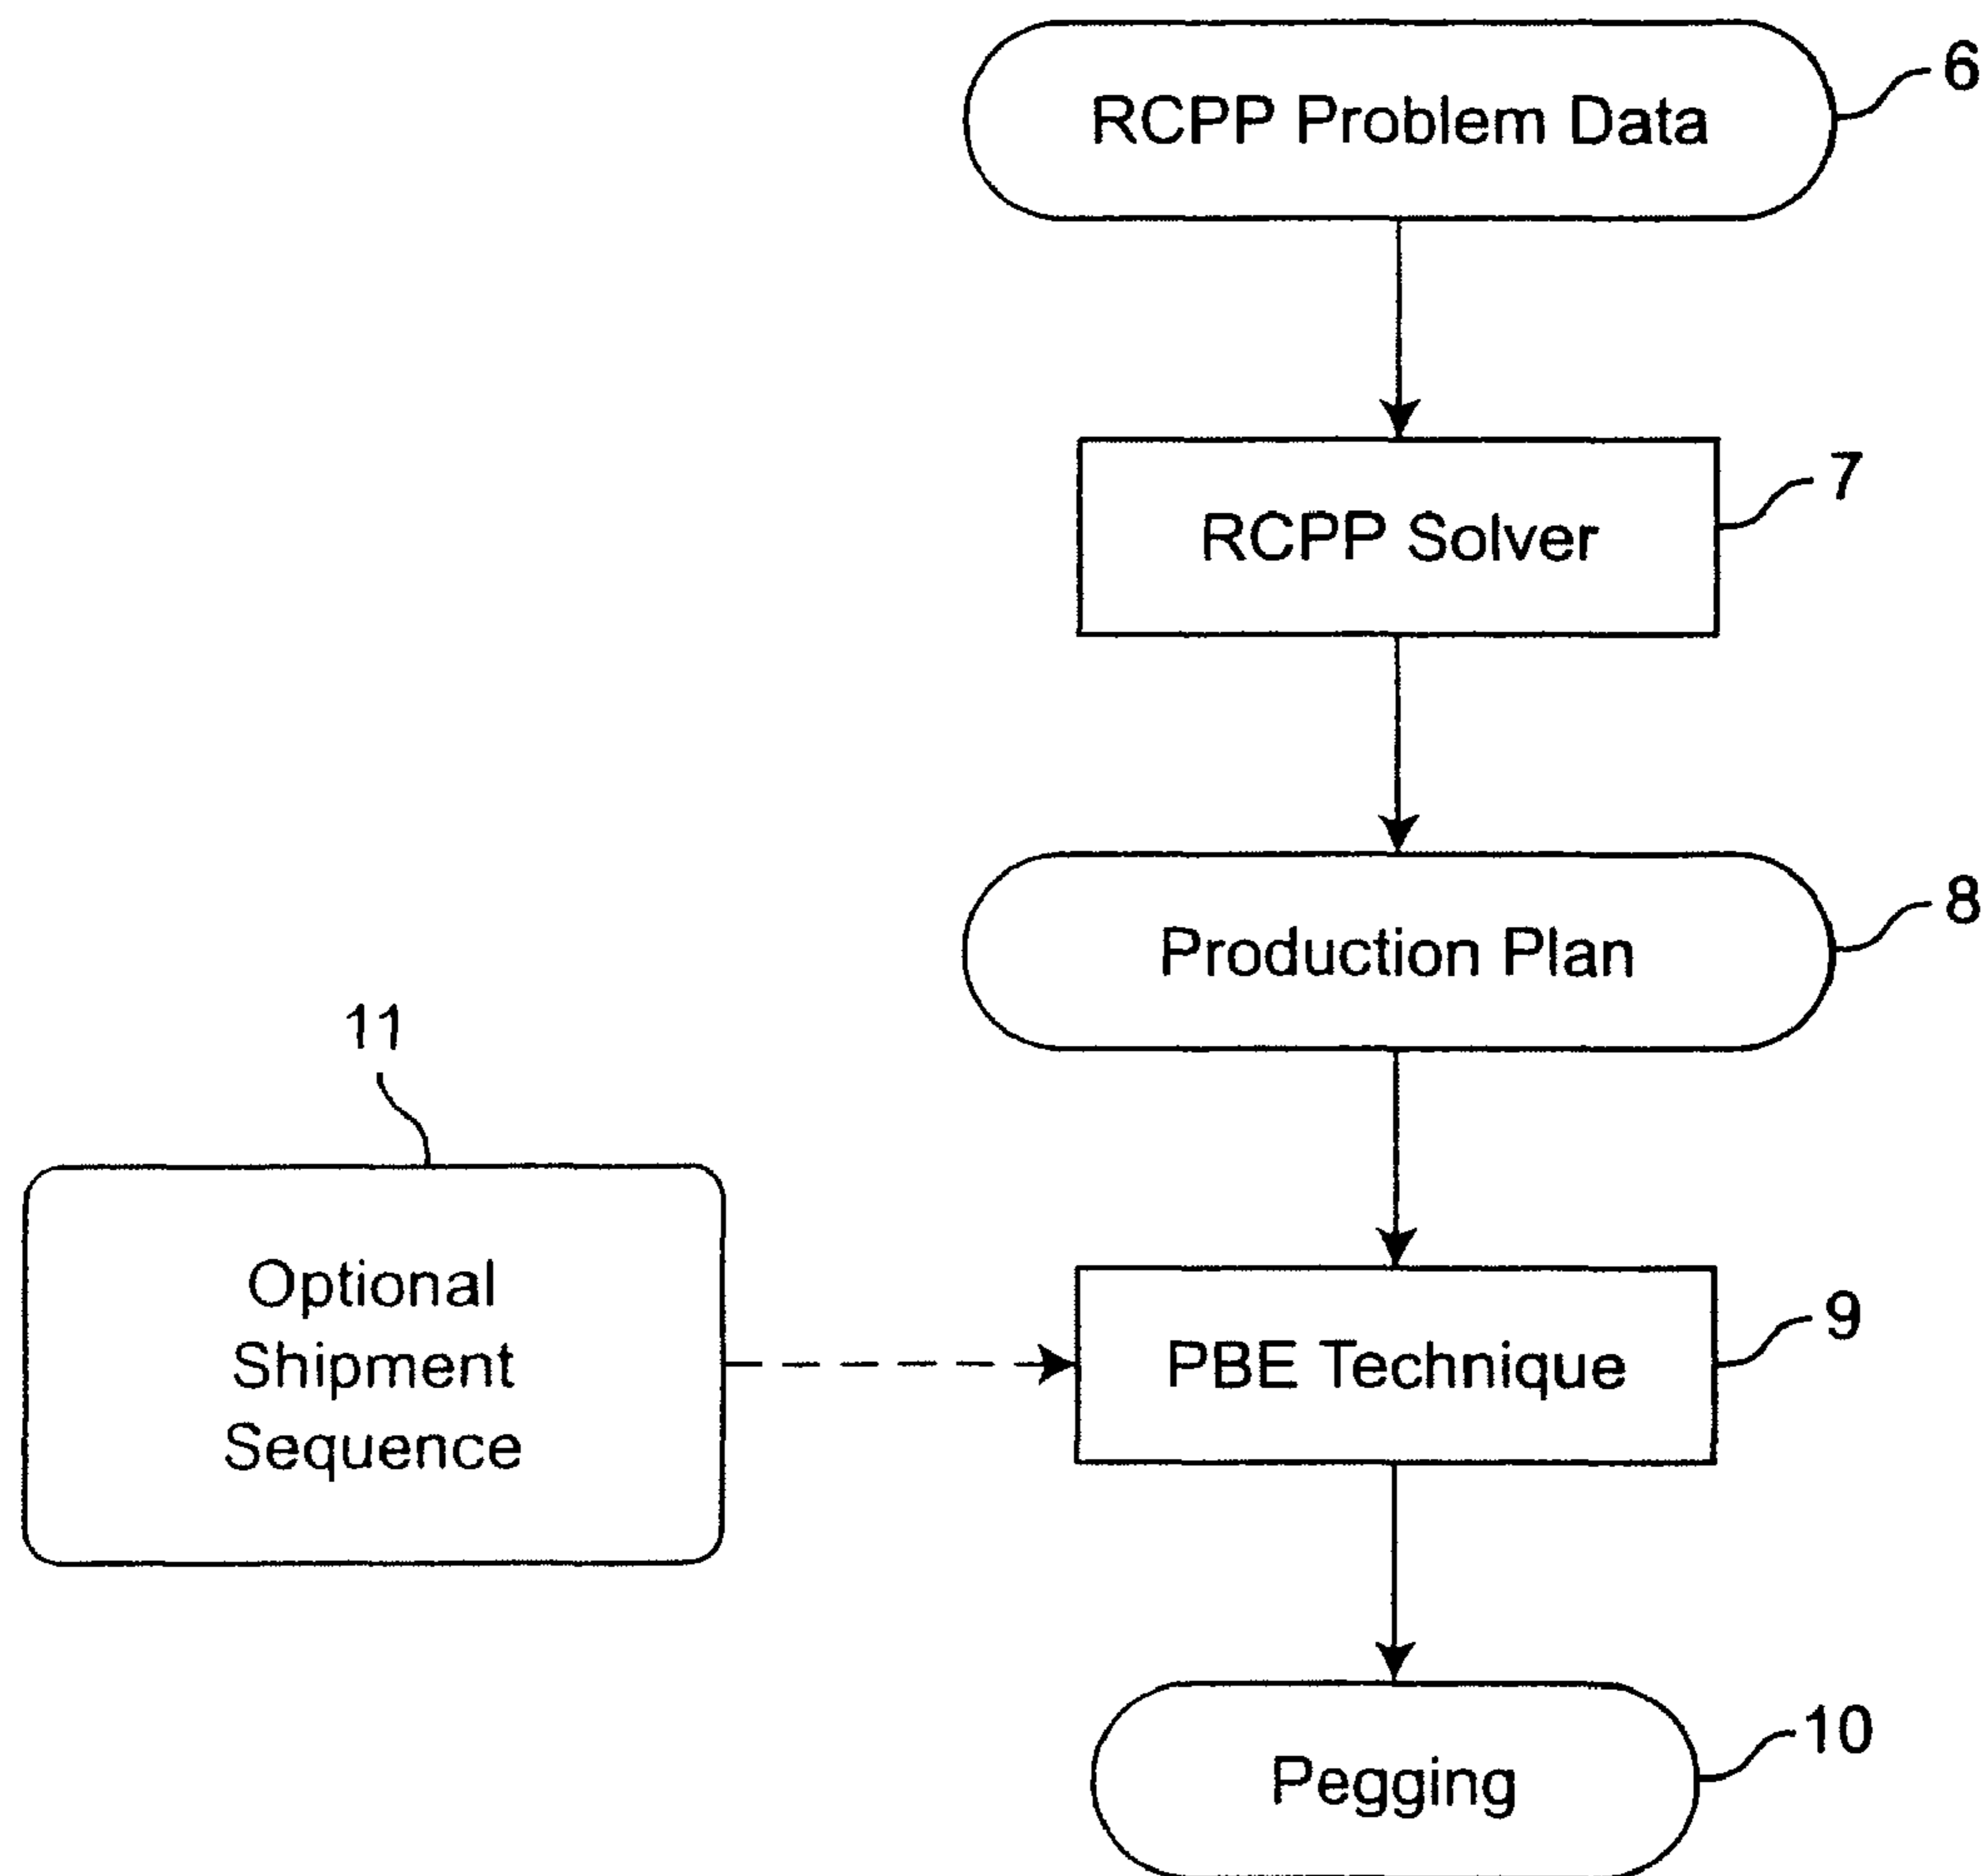 RCPP Problem Data
6
RCPP Solver
7
Production Plan
8
11
Optional
Shipment
Sequence
PBE Technique
9
Pegging
10